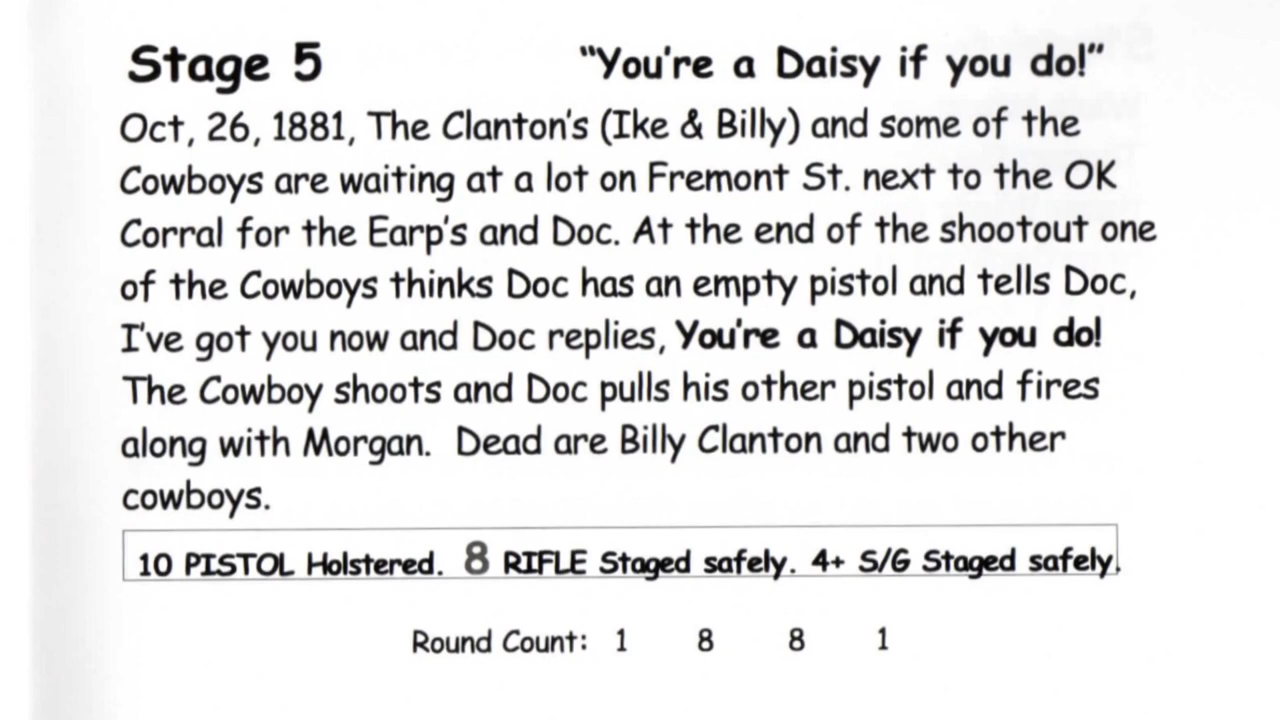 Stage 5 "You're a Daisy if you do!"
Oct, 26, 1881, The Clanton's (Ike & Billy) and some of the
Cowboys are waiting at a lot on Fremont St. next to the OK
Corral for the Earp's and Doc. At the end of the shootout one
of the Cowboys thinks Doc has an empty pistol and tells Doc,
I've got you now and Doc replies, You're a Daisy if you do!
The Cowboy shoots and Doc pulls his other pistol and fires
along with Morgan. Dead are Billy Clanton and two other
cowboys.
10 PISTOL Holstered. 8 RIFLE Staged safely. 4+ S/G Staged safely.
Round Count: 1 8 8 1